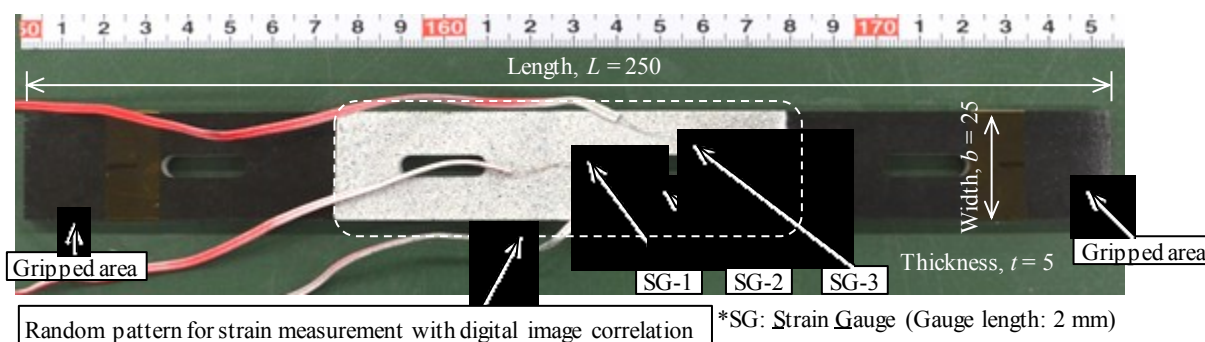 50 1 2 3 4 5 6 7 8 9 160 1 2 3 4 5 6 7 8 9 170 1 2 3 4 5
Length, L = 250
Width, b = 25
Gripped area
Gripped area
SG-1 SG-2 SG-3
Thickness, t = 5
Random pattern for strain measurement with digital image correlation
*SG: Strain Gauge (Gauge length: 2 mm)